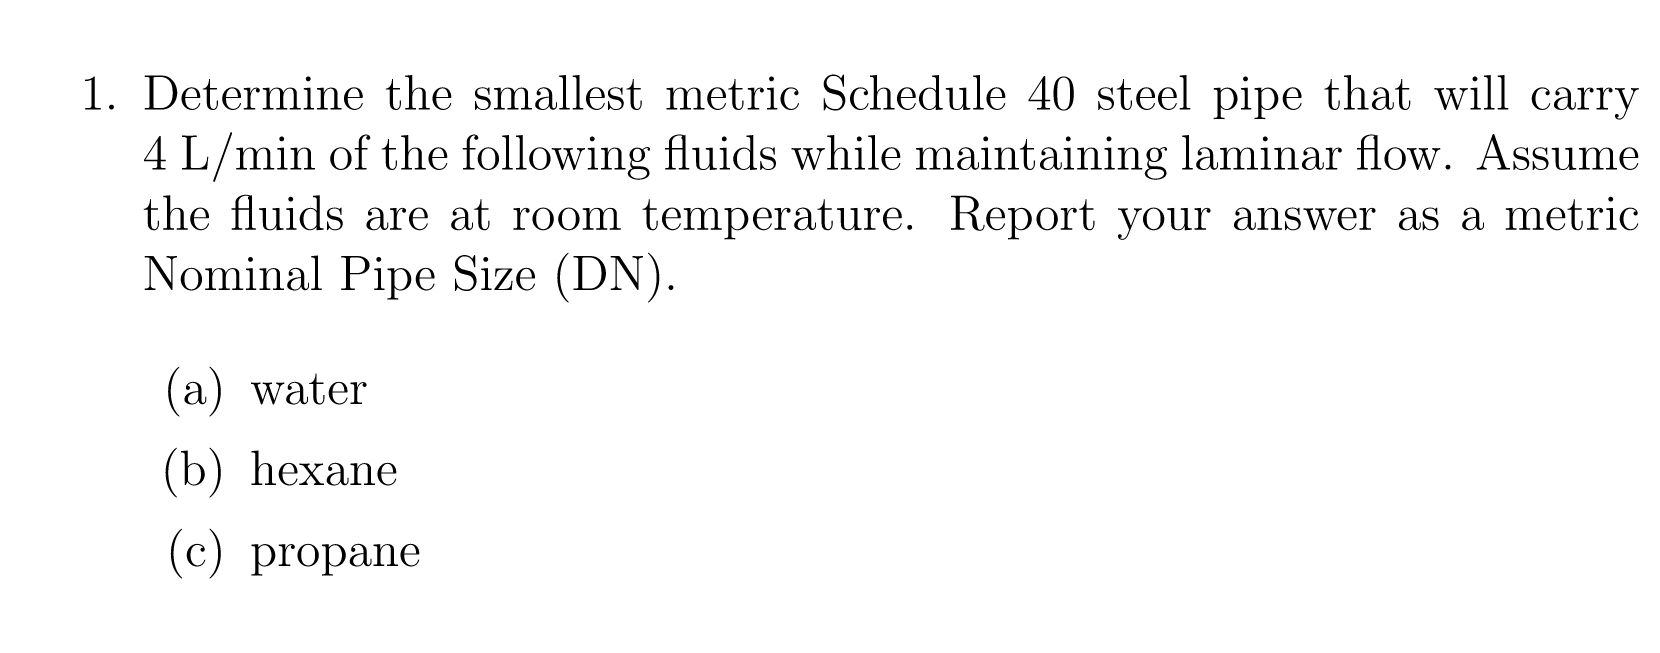 1. Determine the smallest metric Schedule 40 steel pipe that will carry
4 L/min of the following fluids while maintaining laminar flow. Assume
the fluids are at room temperature. Report your answer as a metric
Nominal Pipe Size (DN).
(a) water
(b) hexane
(c) propane